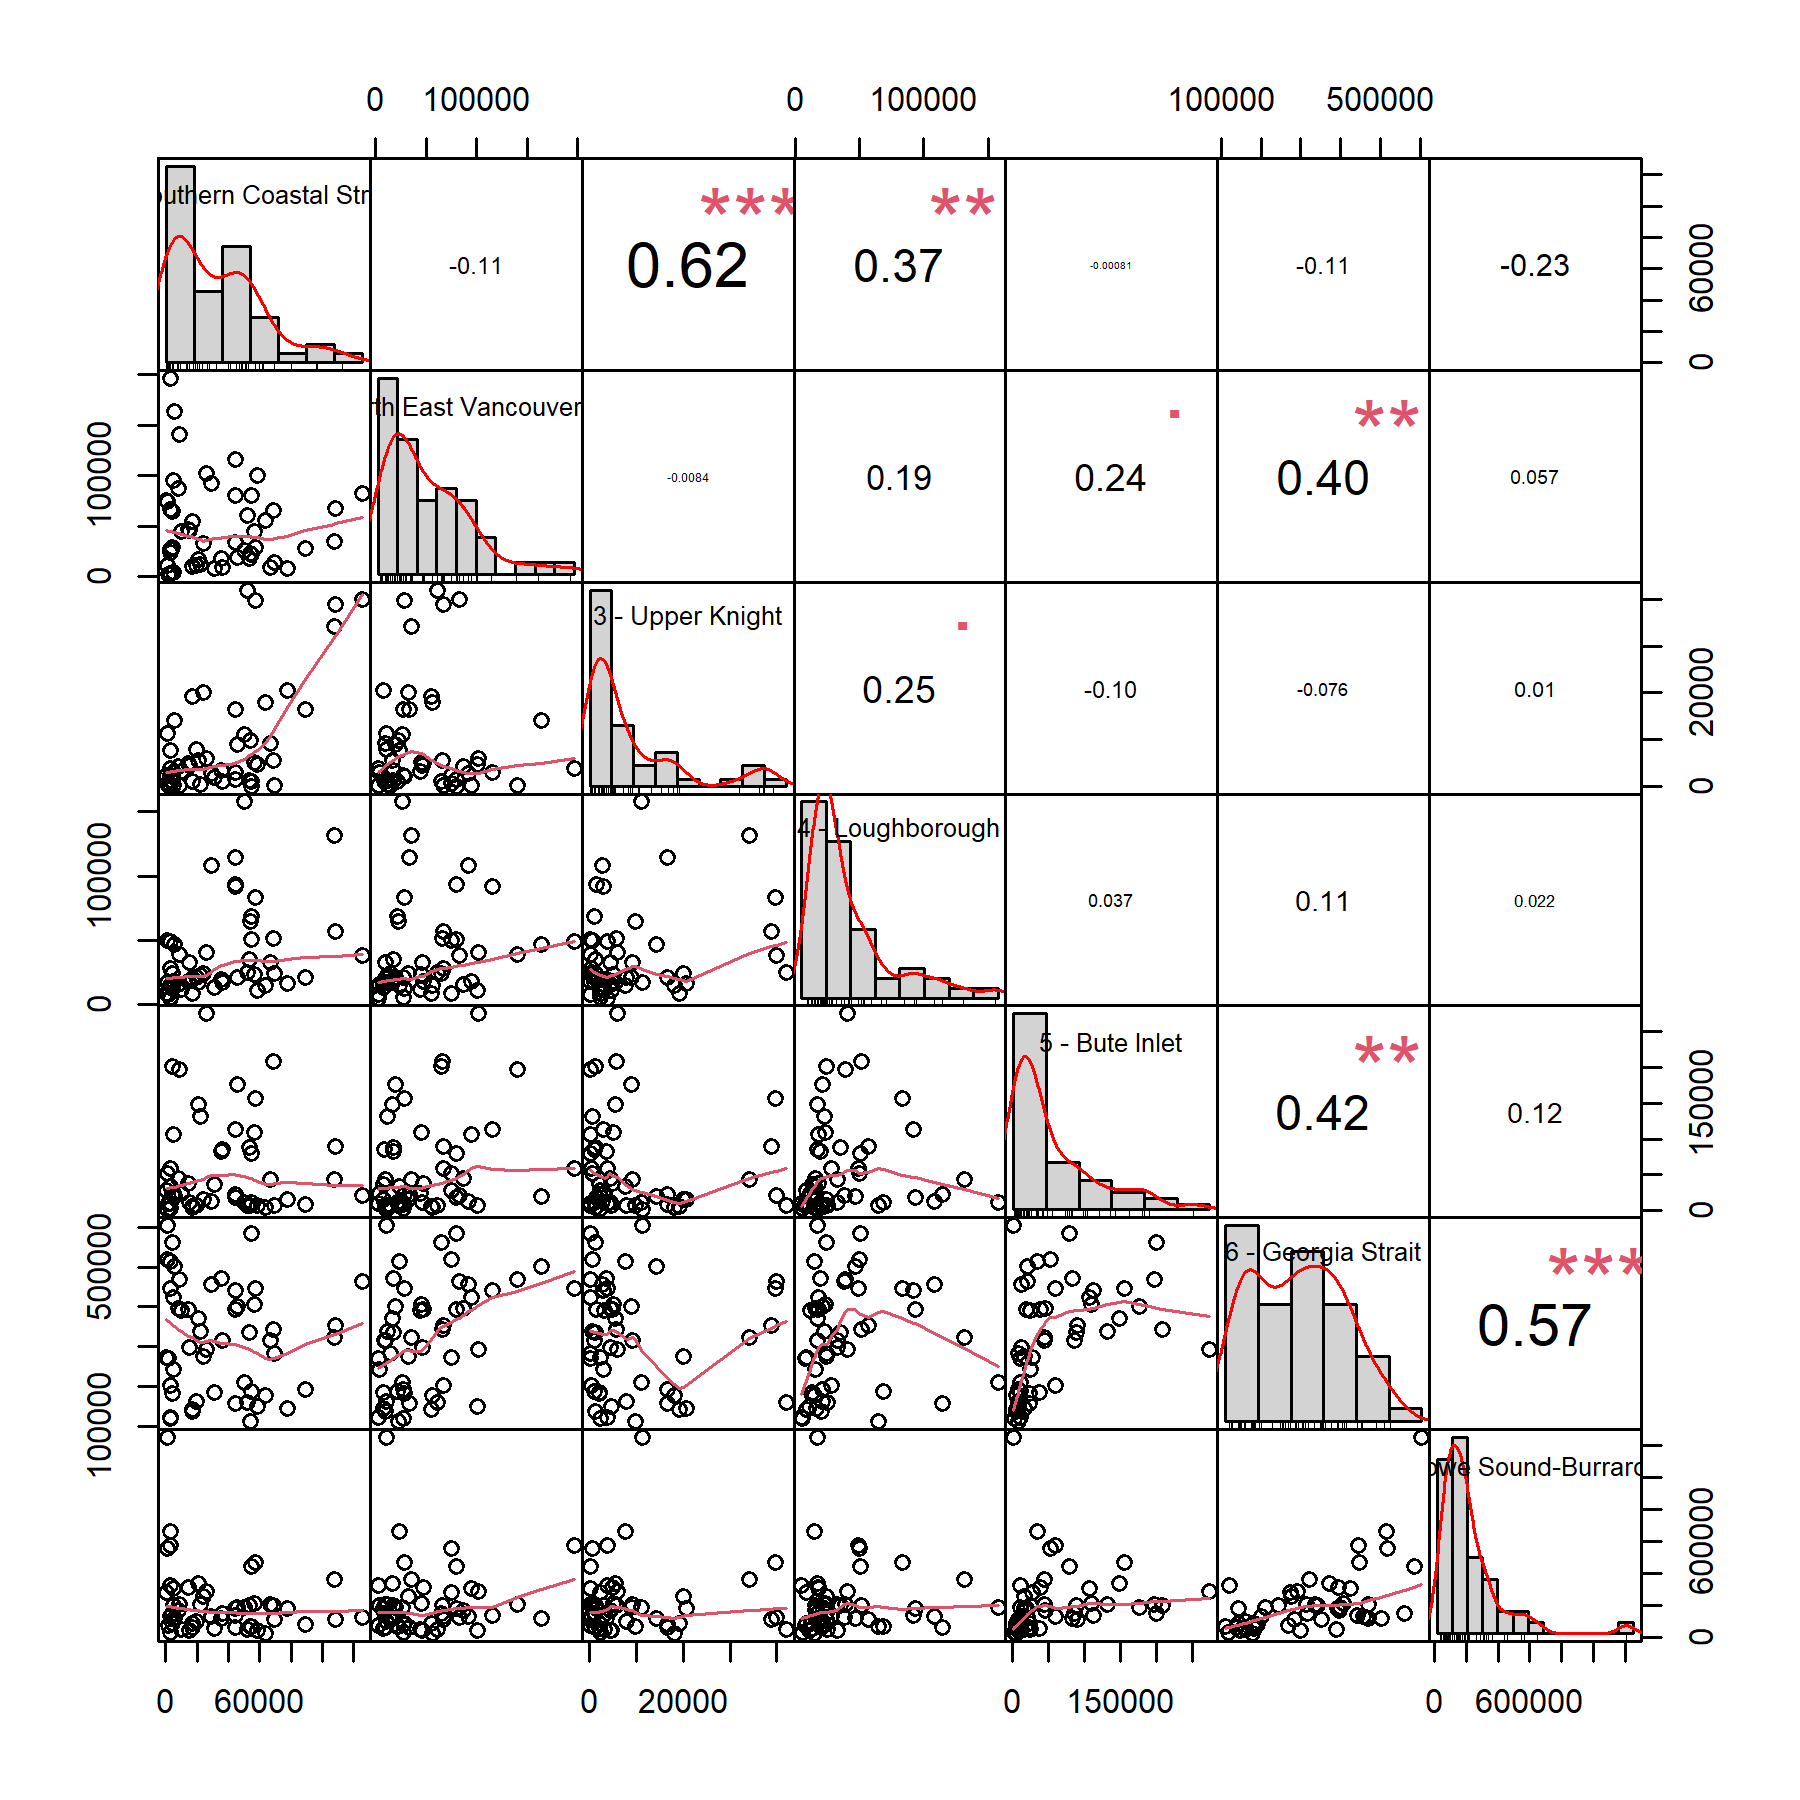 0 100000 0 100000 100000 500000
outhern Coastal Str -0.11 0.62 *** 0.37 ** -0.00081 -0.11 -0.23 0 60000
0 100000 th East Vancouver -0.0084 0.19 0.24 . 0.40 ** 0.057
3 - Upper Knight 0.25 . -0.10 -0.076 0.01 0 20000
0 100000 4 - Loughborough 0.037 0.11 0.022
5 - Bute Inlet 0.42 ** 0.12 0 150000
100000 500000 6 - Georgia Strait 0.57 ***
owe Sound-Burrard 0 600000
0 60000 0 20000 0 150000 0 600000